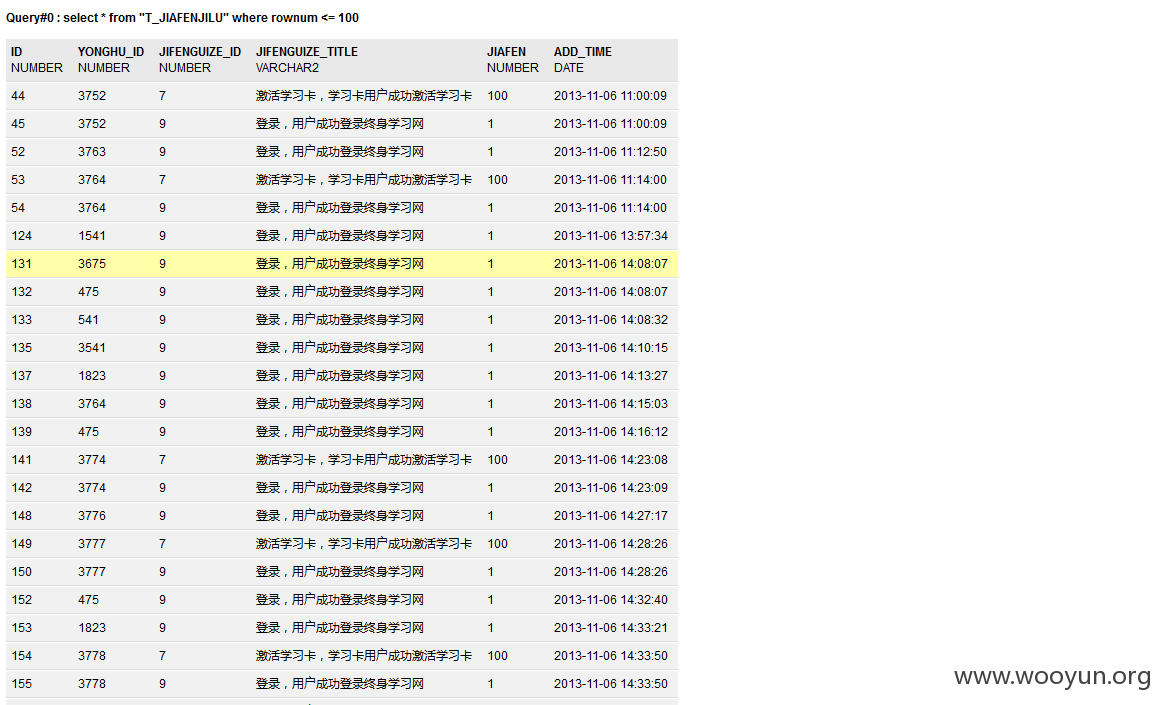 Query#0 : select * from "T_JIAFENJILU" where rownum <= 100
ID YONGHU_ID JIFENGUIZE_ID JIFENGUIZE_TITLE JIAFEN ADD_TIME
NUMBER NUMBER NUMBER VARCHAR2 NUMBER DATE
44 3752 7 激活学习卡，学习卡用户成功激活学习卡 100 2013-11-06 11:00:09
45 3752 9 登录，用户成功登录终身学习网 1 2013-11-06 11:00:09
52 3763 9 登录，用户成功登录终身学习网 1 2013-11-06 11:12:50
53 3764 7 激活学习卡，学习卡用户成功激活学习卡 100 2013-11-06 11:14:00
54 3764 9 登录，用户成功登录终身学习网 1 2013-11-06 11:14:00
124 1541 9 登录，用户成功登录终身学习网 1 2013-11-06 13:57:34
131 3675 9 登录，用户成功登录终身学习网 1 2013-11-06 14:08:07
132 475 9 登录，用户成功登录终身学习网 1 2013-11-06 14:08:07
133 541 9 登录，用户成功登录终身学习网 1 2013-11-06 14:08:32
135 3541 9 登录，用户成功登录终身学习网 1 2013-11-06 14:10:15
137 1823 9 登录，用户成功登录终身学习网 1 2013-11-06 14:13:27
138 3764 9 登录，用户成功登录终身学习网 1 2013-11-06 14:15:03
139 475 9 登录，用户成功登录终身学习网 1 2013-11-06 14:16:12
141 3774 7 激活学习卡，学习卡用户成功激活学习卡 100 2013-11-06 14:23:08
142 3774 9 登录，用户成功登录终身学习网 1 2013-11-06 14:23:09
148 3776 9 登录，用户成功登录终身学习网 1 2013-11-06 14:27:17
149 3777 7 激活学习卡，学习卡用户成功激活学习卡 100 2013-11-06 14:28:26
150 3777 9 登录，用户成功登录终身学习网 1 2013-11-06 14:28:26
152 475 9 登录，用户成功登录终身学习网 1 2013-11-06 14:32:40
153 1823 9 登录，用户成功登录终身学习网 1 2013-11-06 14:33:21
154 3778 7 激活学习卡，学习卡用户成功激活学习卡 100 2013-11-06 14:33:50
155 3778 9 登录，用户成功登录终身学习网 1 2013-11-06 14:33:50
www.wooyun.org